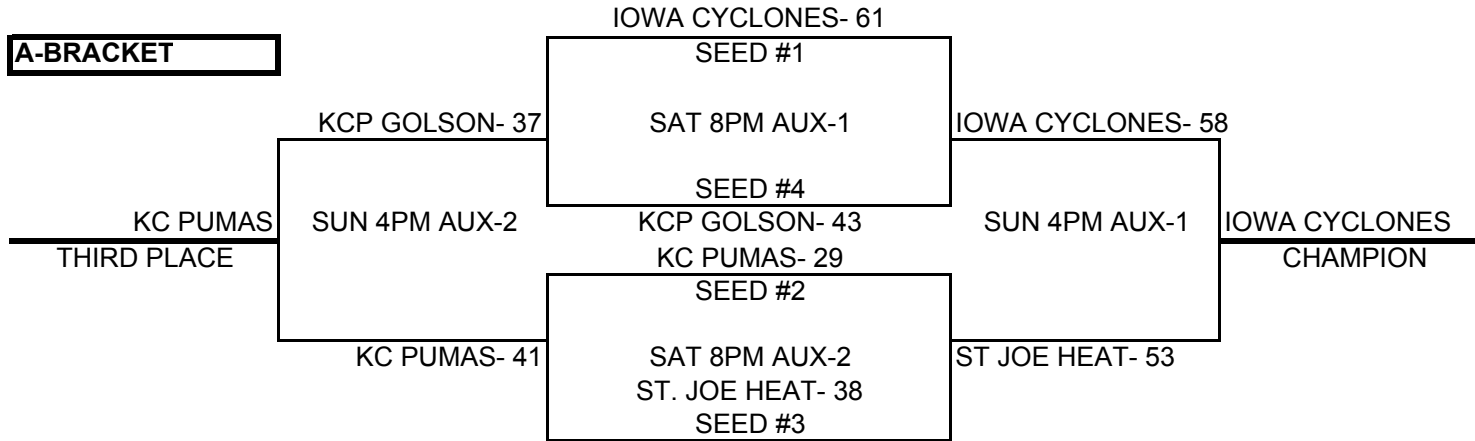 IOWA CYCLONES- 61
A-BRACKET
SEED #1
KCP GOLSON- 37
SAT 8PM AUX-1
IOWA CYCLONES- 58
SEED #4
KC PUMAS
SUN 4PM AUX-2
KCP GOLSON- 43
SUN 4PM AUX-1
IOWA CYCLONES
THIRD PLACE
KC PUMAS- 29
CHAMPION
SEED #2
KC PUMAS- 41
SAT 8PM AUX-2
ST JOE HEAT- 53
ST. JOE HEAT- 38
SEED #3